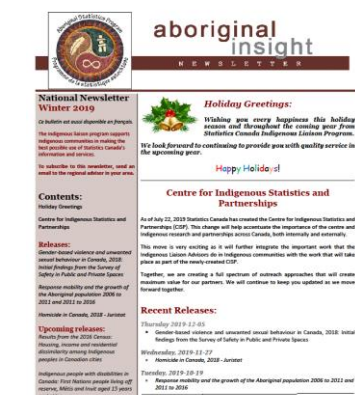 Aboriginal Statistics Program
Programme de la statistique autochtone
aboriginal
insight
NEWSLETTER
National Newsletter
Winter 2019
Ce bulletin est aussi disponible en français.
The Indigenous liaison program supports
Indigenous communities in making the
best possible use of Statistics Canada's
information and services.
To subscribe to this newsletter, send an
email to the regional advisor in your area.
Contents:
Holiday Greetings
Centre for Indigenous Statistics and
Partnerships
Releases:
Gender-based violence and unwanted
sexual behaviour in Canada, 2018:
Initial findings from the Survey of
Safety in Public and Private Spaces
Response mobility and the growth of
the Aboriginal population 2006 to
2011 and 2011 to 2016
Homicide in Canada, 2018 - Juristat
Upcoming releases:
Results from the 2016 Census:
Housing, income and residential
dissimilarity among Indigenous
peoples in Canadian cities
Indigenous people with disabilities in
Canada: First Nations people living off
reserve, Métis and Inuit aged 15 years
Holiday Greetings:
Wishing you every happiness this holiday
season and throughout the coming year from
Statistics Canada Indigenous Liaison Program.
We look forward to continuing to provide you with quality service in
the upcoming year.
Happy Holidays!
Centre for Indigenous Statistics and
Partnerships
As of July 22, 2019 Statistics Canada has created the Centre for Indigenous Statistics and
Partnerships (CISP). This change will help accentuate the importance of the centre and
Indigenous research and partnerships across Canada, both internally and externally.
This move is very exciting as it will further integrate the important work that the
Indigenous Liaison Advisors do in Indigenous communities with the work that will take
place as part of the newly-created CISP.
Together, we are creating a full spectrum of outreach approaches that will create
maximum value for our partners. We will continue to keep you updated as we move
forward together.
Recent Releases:
Thursday 2019-12-05
• Gender-based violence and unwanted sexual behaviour in Canada, 2018: Initial
findings from the Survey of Safety in Public and Private Spaces
Wednesday, 2019-11-27
• Homicide in Canada, 2018 - Juristat
Tuesday, 2019-10-19
• Response mobility and the growth of the Aboriginal population 2006 to 2011 and
2011 to 2016